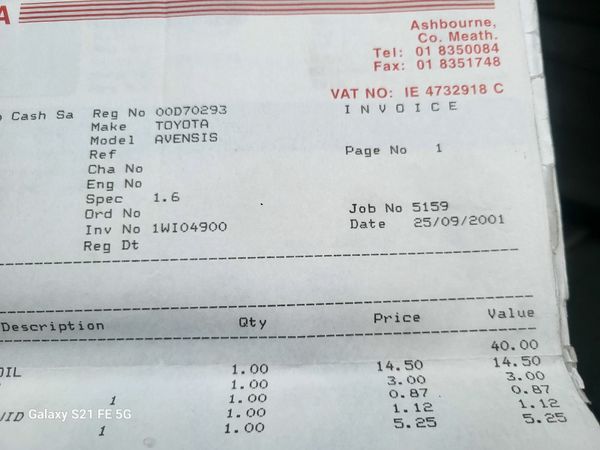 A
Ashbourne,
Co. Meath.
Tel: 01 8350084
Fax: 01 8351748
VAT NO: IE 4732918 C
INVOICE
Cash Sa Reg No 00D70293
Make TOYOTA
Model AVENSIS
Ref
Page No 1
Cha No
Eng No
Spec 1.6
Ord No
Job No 5159
Inv No 1WI04900
Date 25/09/2001
Reg Dt
Description Qty Price Value
40.00
OIL 1.00 14.50 14.50
1.00 3.00 3.00
1 1.00 0.87 0.87
UID 1.00 1.12 1.12
1 1.00 5.25 5.25
Galaxy S21 FE 5G